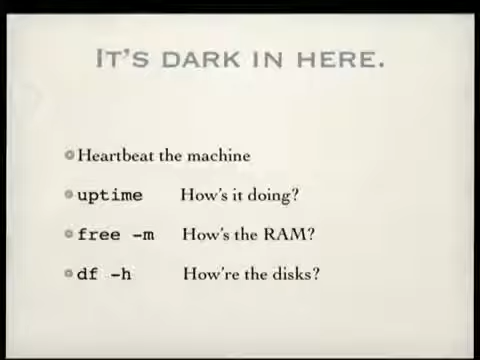 IT'S DARK IN HERE.
Heartbeat the machine
uptime How's it doing?
free -m How's the RAM?
df -h How're the disks?